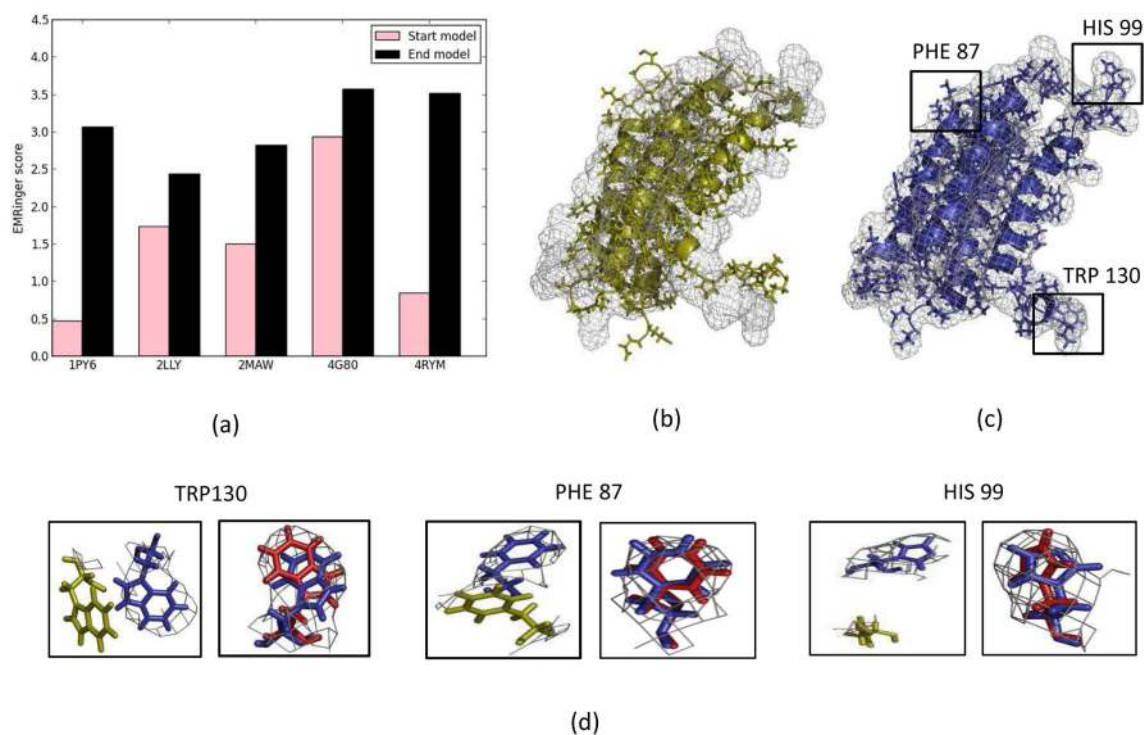 4.5
4.0
3.5
3.0
2.5
2.0
1.5
1.0
0.5
0.0
EMRinger score
Start model
End model
1PY6
2LLY
2MAW
4G80
4RYM
(a)
(b)
PHE 87
HIS 99
TRP 130
(c)
TRP130
PHE 87
HIS 99
(d)